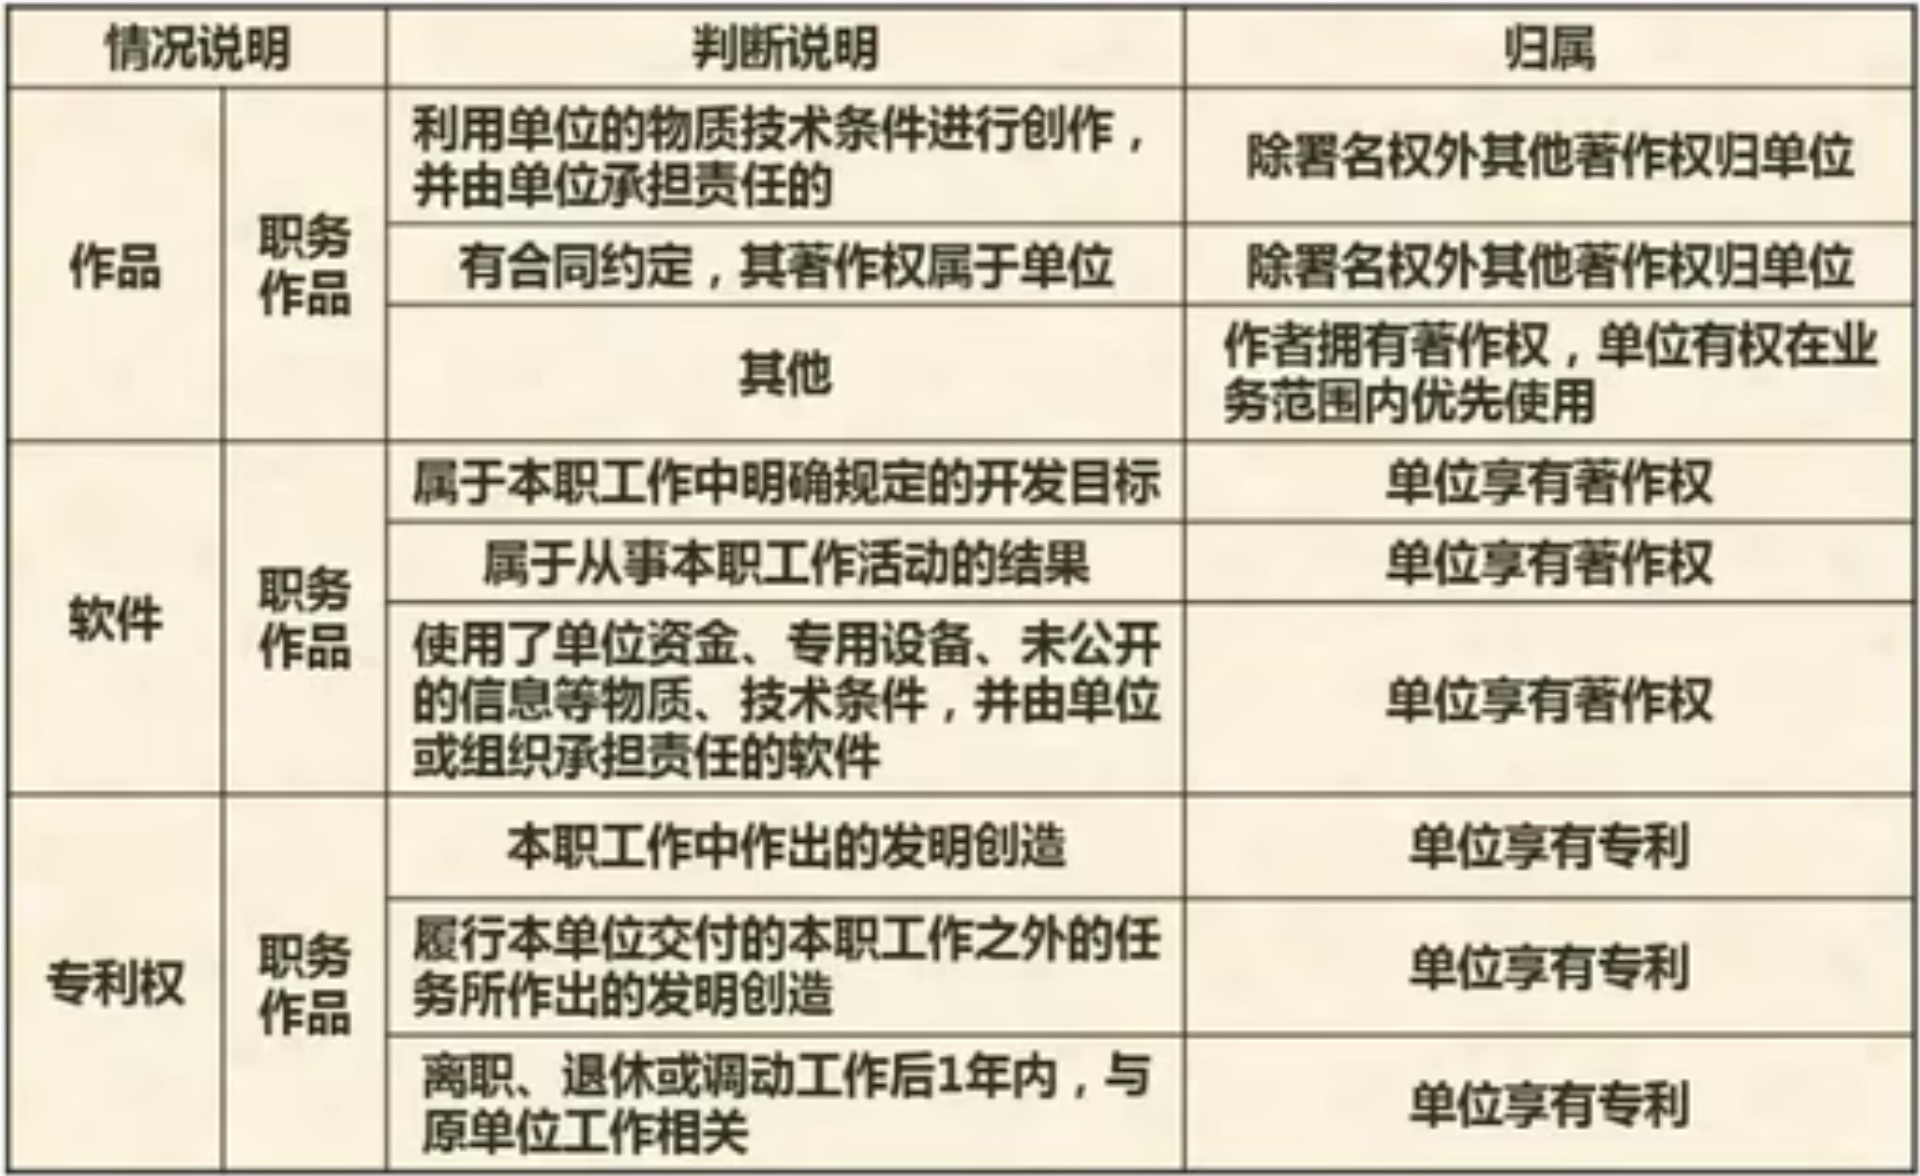 情况说明 判断说明 归属
作品
职务
作品
利用单位的物质技术条件进行创作，
并由单位承担责任的
除署名权外其他著作权归单位
有合同约定，其著作权属于单位
除署名权外其他著作权归单位
其他
作者拥有著作权，单位有权在业
务范围内优先使用
软件
职务
作品
属于本职工作中明确规定的开发目标
单位享有著作权
属于从事本职工作活动的结果
单位享有著作权
使用了单位资金、专用设备、未公开
的信息等物质、技术条件，并由单位
或组织承担责任的软件
单位享有著作权
专利权
职务
作品
本职工作中作出的发明创造
单位享有专利
履行本单位交付的本职工作之外的任
务所作出的发明创造
单位享有专利
离职、退休或调动工作后1年内，与
原单位工作相关
单位享有专利